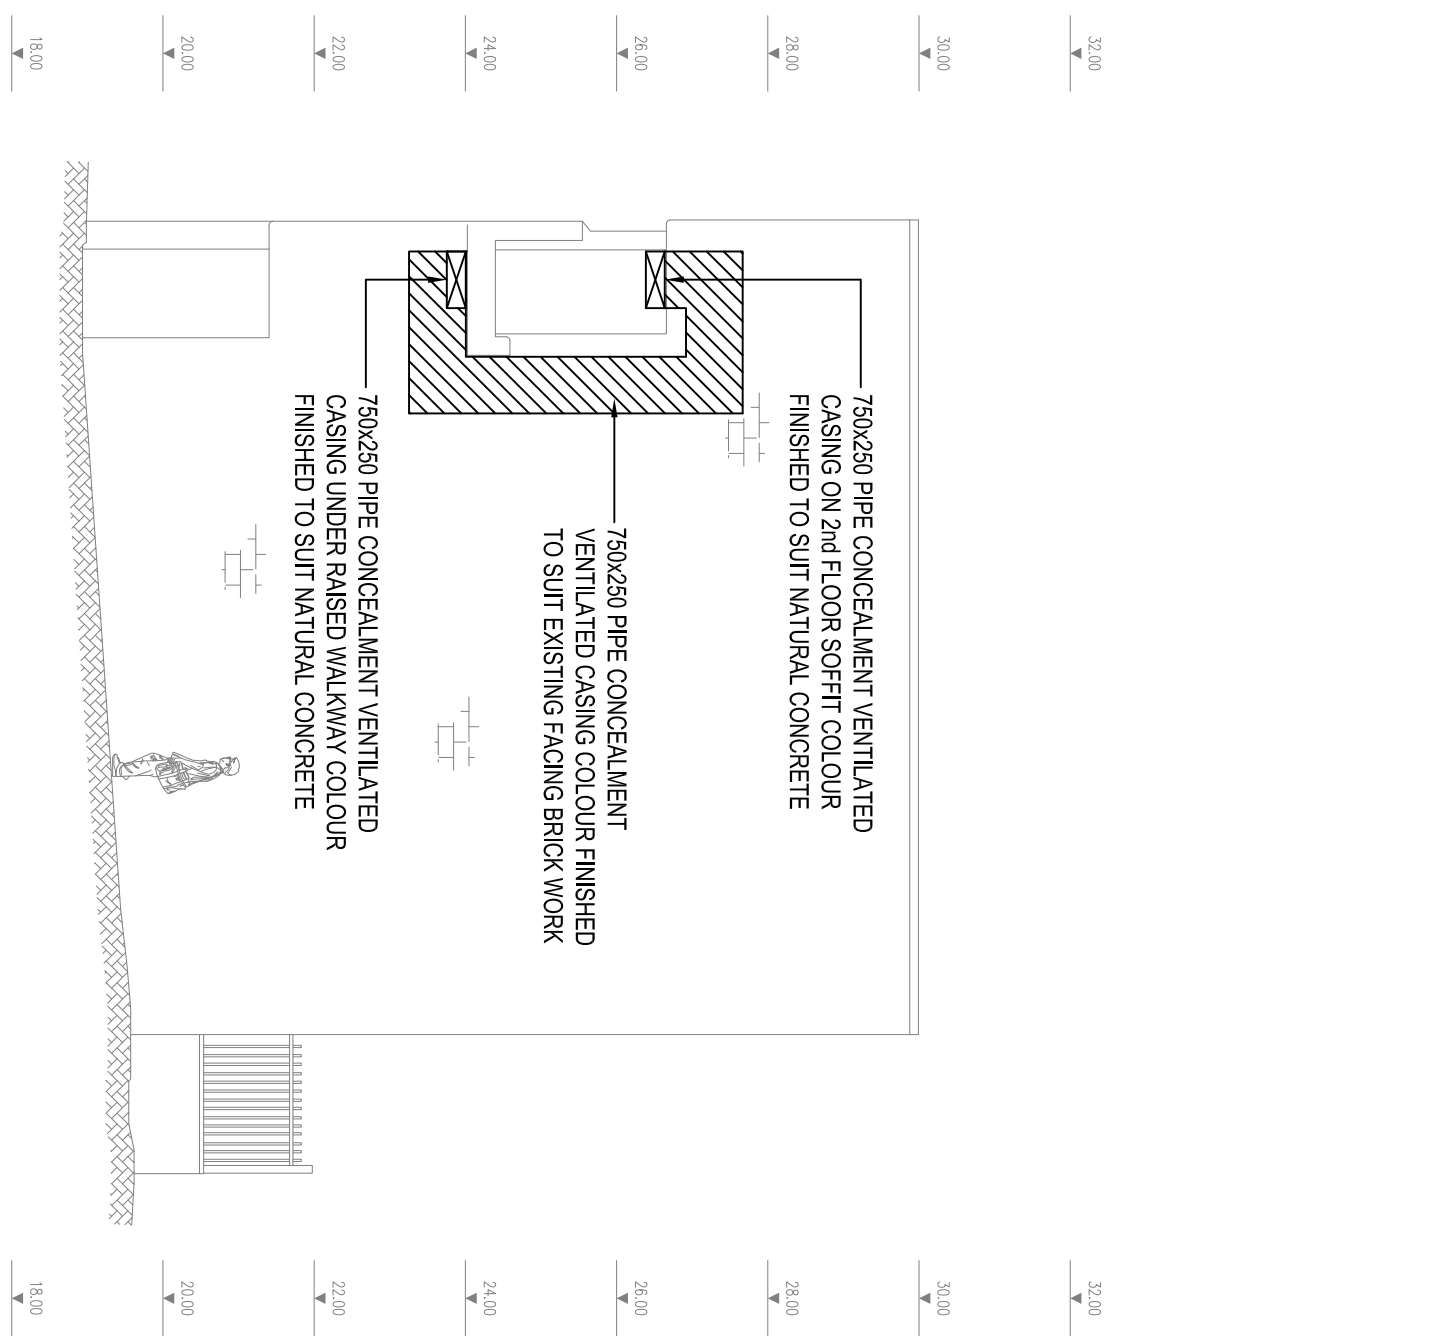 32.00
30.00
28.00
26.00
24.00
22.00
20.00
18.00
750x250 PIPE CONCEALMENT VENTILATED
CASING ON 2nd FLOOR SOFFIT COLOUR
FINISHED TO SUIT NATURAL CONCRETE
750x250 PIPE CONCEALMENT
VENTILATED CASING COLOUR FINISHED
TO SUIT EXISTING FACING BRICK WORK
750x250 PIPE CONCEALMENT VENTILATED
CASING UNDER RAISED WALKWAY COLOUR
FINISHED TO SUIT NATURAL CONCRETE
32.00
30.00
28.00
26.00
24.00
22.00
20.00
18.00